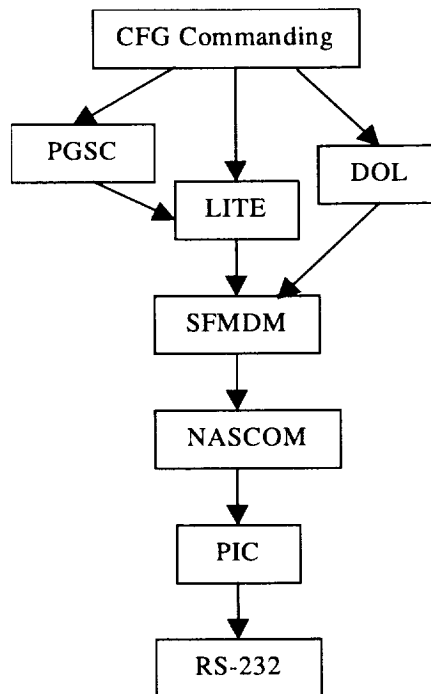 CFG Commanding
PGSC
DOL
LITE
SFMDM
NASCOM
PIC
RS-232